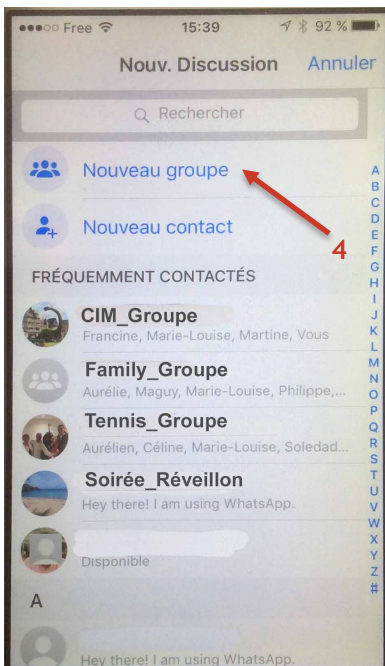 Free 15:39 92 %
Nouv. Discussion Annuler
Rechercher
Nouveau groupe
4
Nouveau contact
FRÉQUEMMENT CONTACTÉS
CIM_Groupe
Francine, Marie-Louise, Martine, Vous
Family_Groupe
Aurélie, Maguy, Marie-Louise, Philippe,...
Tennis_Groupe
Aurélien, Céline, Marie-Louise, Soledad...
Soirée_Réveillon
Hey there! I am using WhatsApp.
Disponible
A
Hey there! I am using WhatsApp.
A
B
C
D
E
F
G
H
I
J
K
L
M
N
O
P
Q
R
S
T
U
V
W
X
Y
Z
#